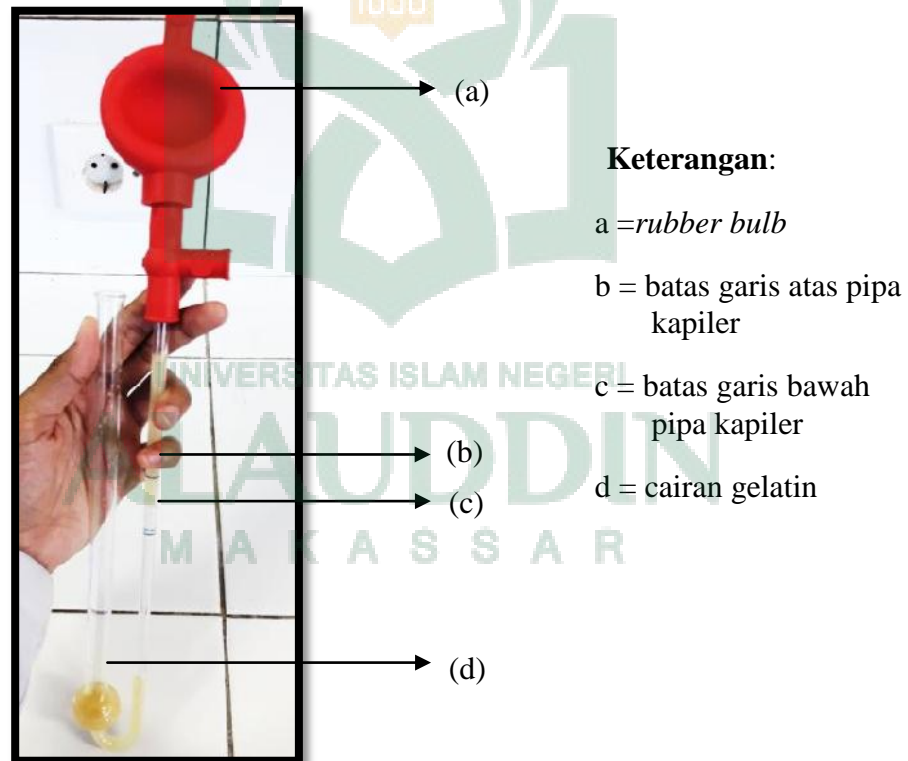 (a)
Keterangan:
a =rubber bulb
b = batas garis atas pipa
kapiler
c = batas garis bawah
pipa kapiler
d = cairan gelatin
(b)
(c)
(d)
UNIVERSITAS ISLAM NEGERI
ALAUDDIN
MAKASSAR